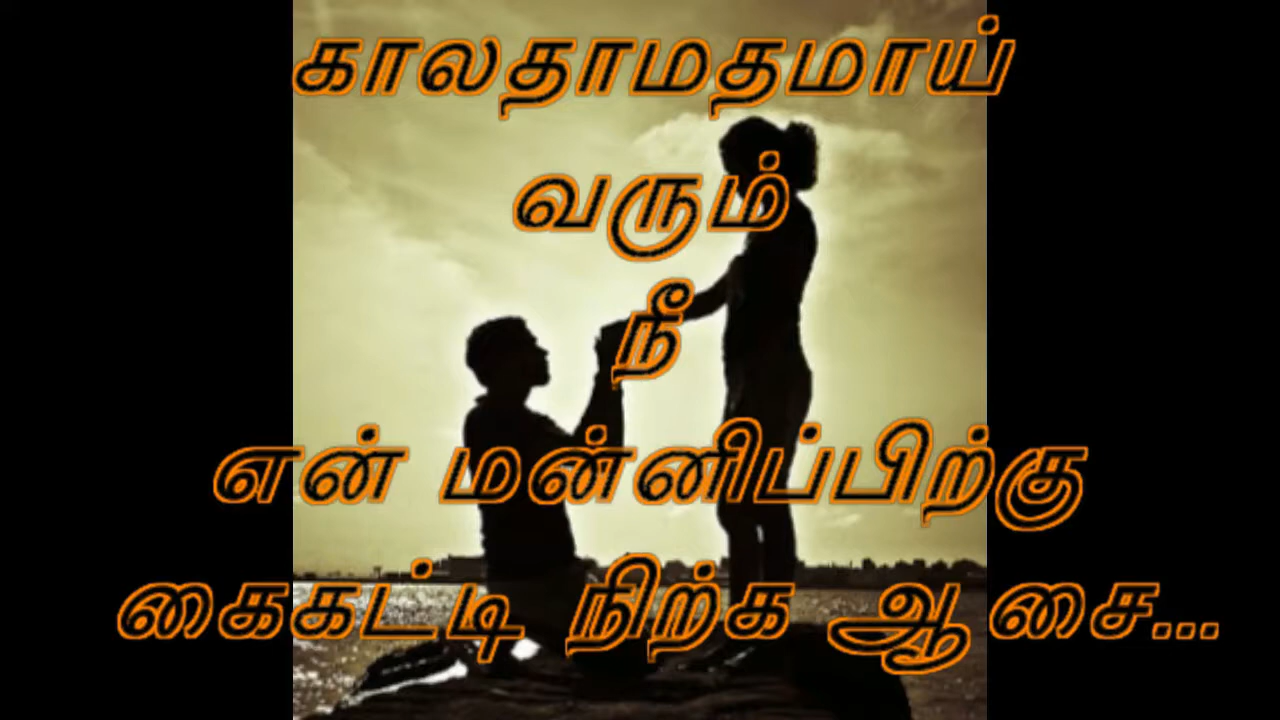 காலதாமதமாய்
வரும்
நீ
என் மன்னிப்பிற்கு
கைகட்டி நிற்க ஆசை...